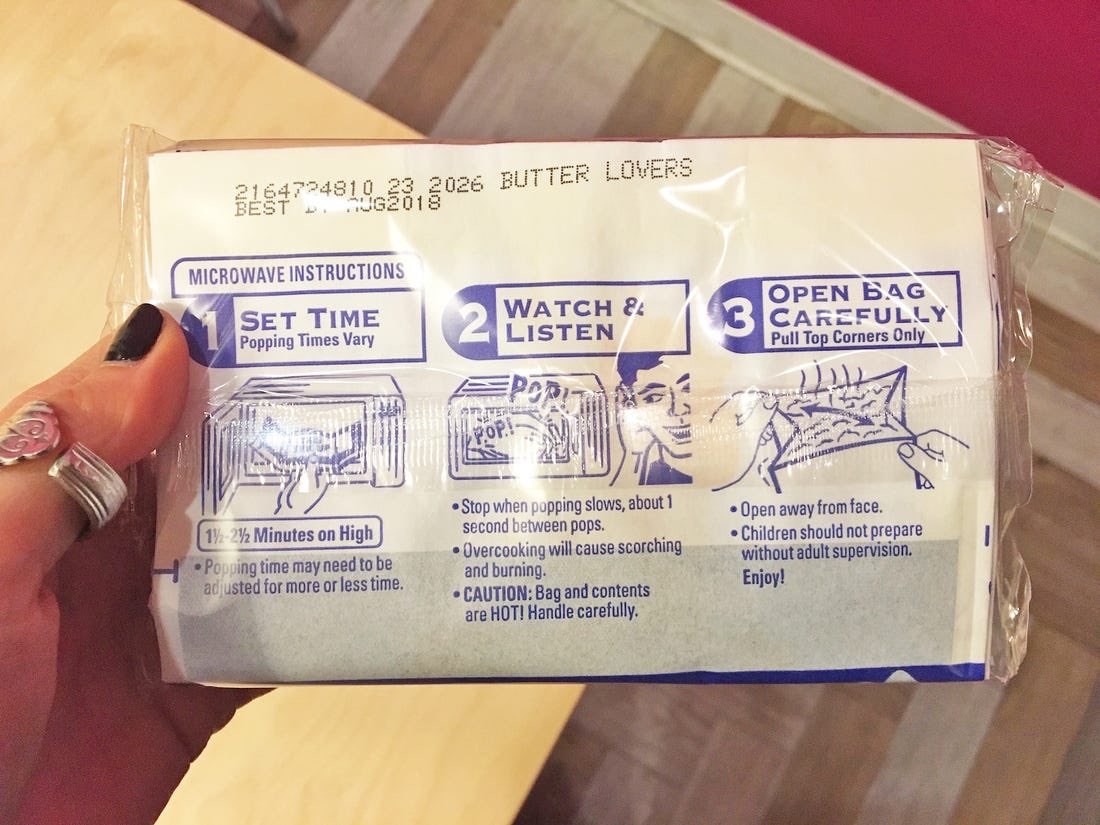 2164724810 23 2026 BUTTER LOVERS
BEST BY AUG2018
MICROWAVE INSTRUCTIONS
1 SET TIME
Popping Times Vary
1½-2½ Minutes on High
• Popping time may need to be
adjusted for more or less time.
2 WATCH &
LISTEN
POP!
POP!
• Stop when popping slows, about 1
second between pops.
• Overcooking will cause scorching
and burning.
• CAUTION: Bag and contents
are HOT! Handle carefully.
3 OPEN BAG
CAREFULLY
Pull Top Corners Only
• Open away from face.
• Children should not prepare
without adult supervision.
Enjoy!